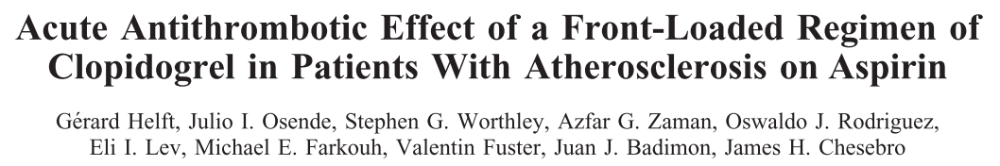 Acute Antithrombotic Effect of a Front-Loaded Regimen of
Clopidogrel in Patients With Atherosclerosis on Aspirin
Gérard Helft, Julio I. Osende, Stephen G. Worthley, Azfar G. Zaman, Oswaldo J. Rodriguez,
Eli I. Lev, Michael E. Farkouh, Valentin Fuster, Juan J. Badimon, James H. Chesebro